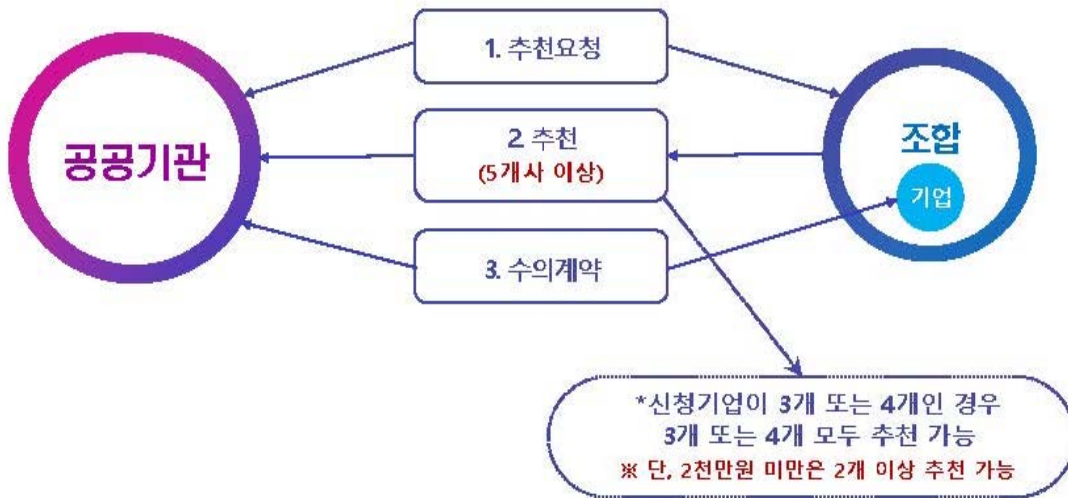 1. 추천요청
공공기관
2. 추천
(5개사 이상)
조합
기업
3. 수의계약
*신청기업이 3개 또는 4개인 경우
3개 또는 4개 모두 추천 가능
※ 단, 2천만원 미만은 2개 이상 추천 가능